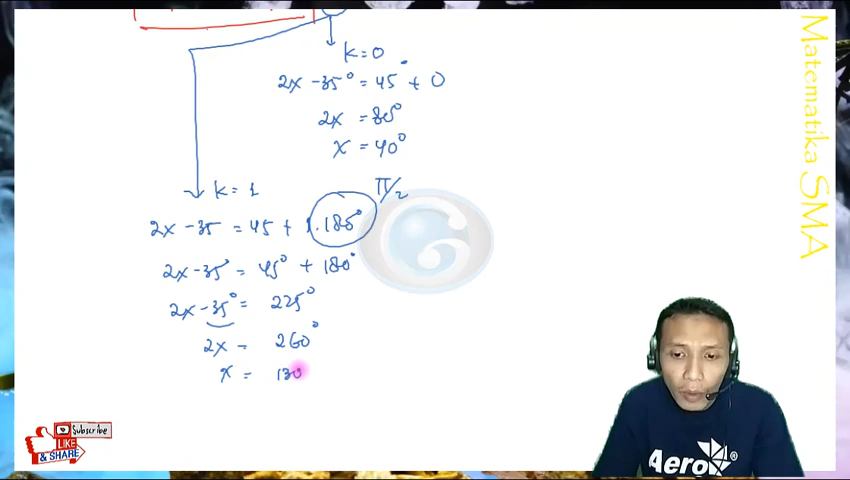 k = 0
2x - 35° = 45° + 0
2x = 80°
x = 40°
k = 1
π/2
2x - 35 = 45 + 1.180°
2x - 35° = 45° + 180°
2x - 35° = 225°
2x = 260°
x = 130
Matematika SMA
Subscribe
LIKE
& SHARE
Aero